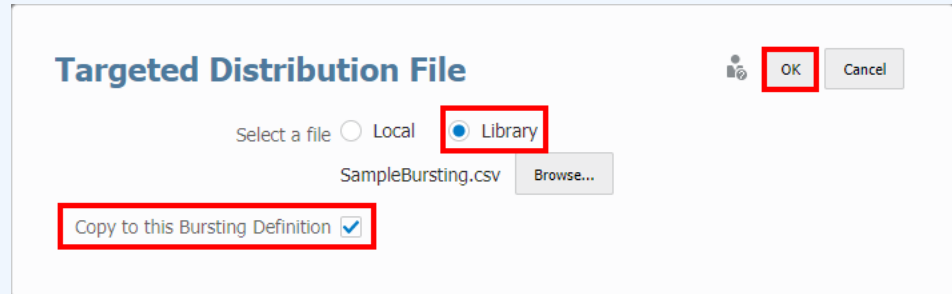 Targeted Distribution File
OK
Cancel
Select a file Local Library
SampleBursting.csv Browse...
Copy to this Bursting Definition